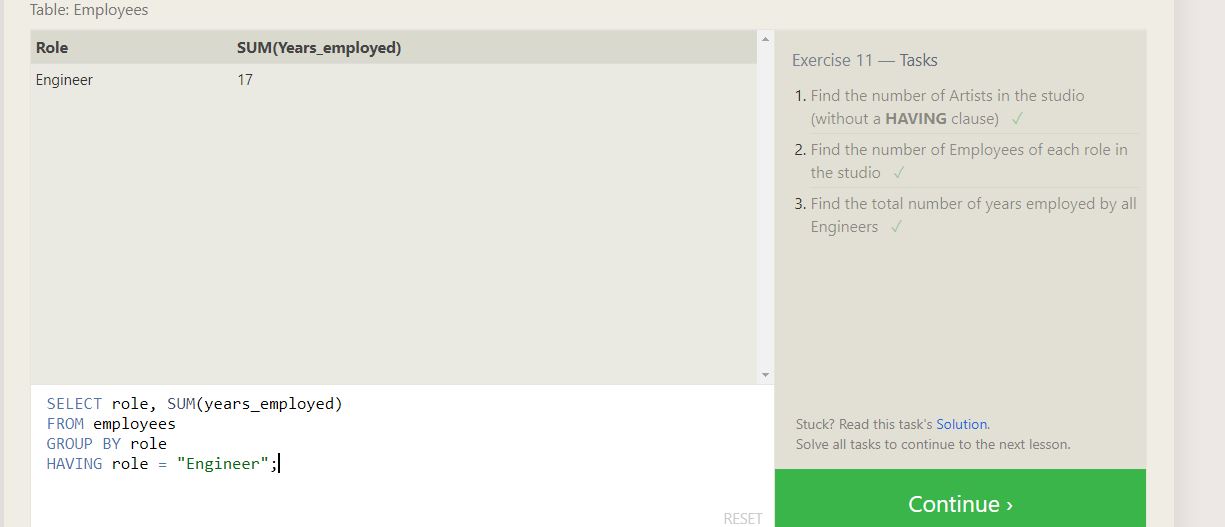 Table: Employees
Role SUM(Years_employed)
Engineer 17
SELECT role, SUM(years_employed)
FROM employees
GROUP BY role
HAVING role = "Engineer";
RESET
Exercise 11 — Tasks
1. Find the number of Artists in the studio
(without a HAVING clause) ✓
2. Find the number of Employees of each role in
the studio ✓
3. Find the total number of years employed by all
Engineers ✓
Stuck? Read this task's Solution.
Solve all tasks to continue to the next lesson.
Continue ›